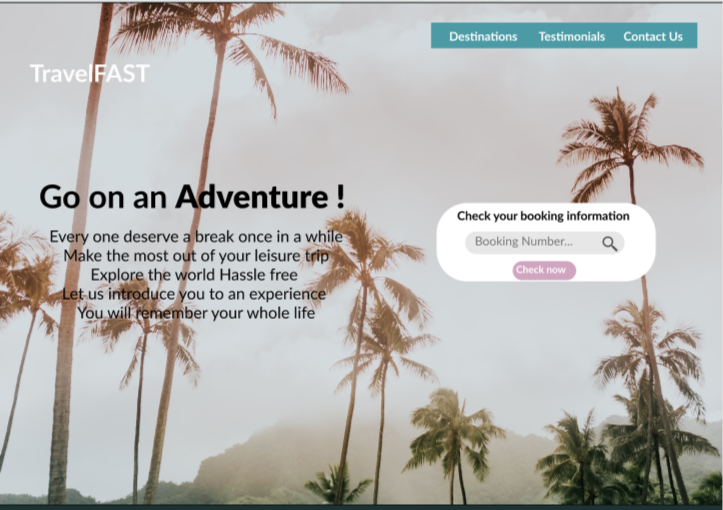 Destinations Testimonials Contact Us
TravelFAST
Go on an Adventure !
Every one deserve a break once in a while
Make the most out of your leisure trip
Explore the world Hassle free
Let us introduce you to an experience
You will remember your whole life
Check your booking information
Booking Number...
Check now